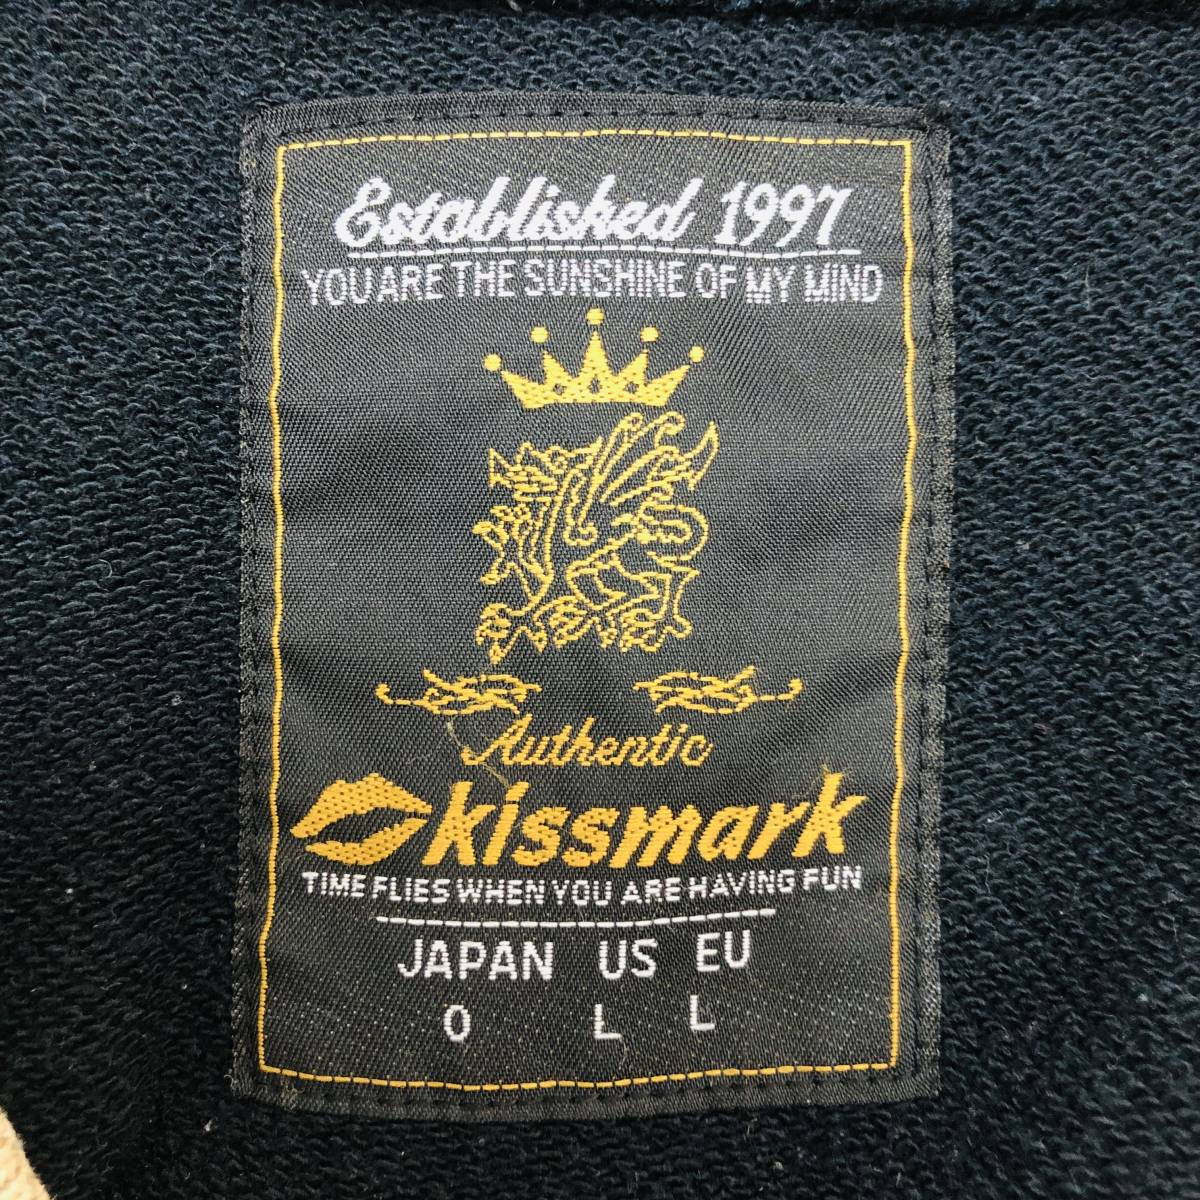 Established 1997
YOU ARE THE SUNSHINE OF MY MIND
Authentic
kissmark
TIME FLIES WHEN YOU ARE HAVING FUN
JAPAN US EU
O L L